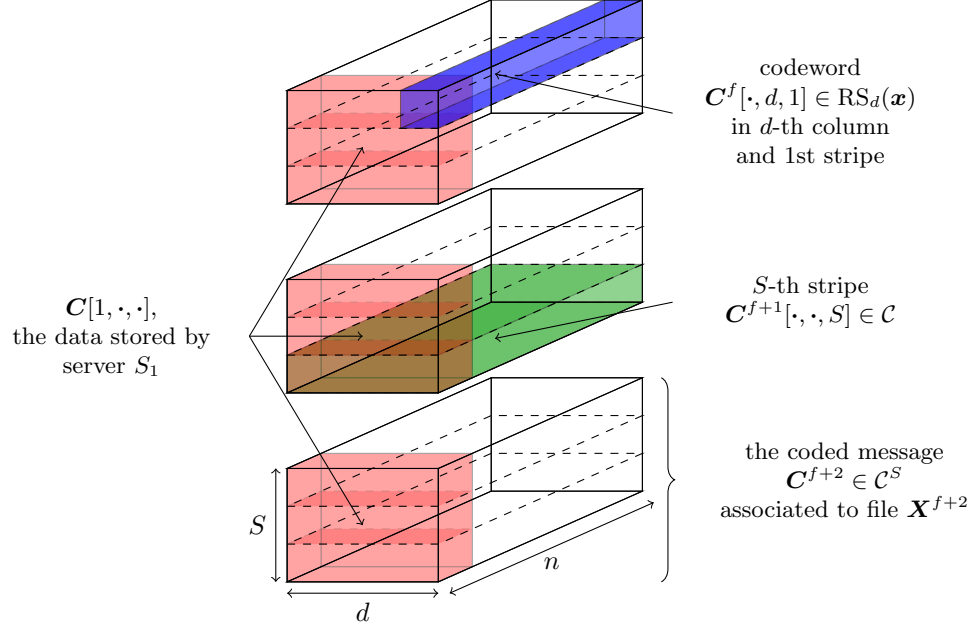 codeword
C^f[·, d, 1] ∈ RS_d(x)
in d-th column
and 1st stripe
C[1, ·, ·],
the data stored by
server S_1
S-th stripe
C^{f+1}[·, ·, S] ∈ 𝒞
the coded message
C^{f+2} ∈ 𝒞^S
associated to file X^{f+2}
S
d
n